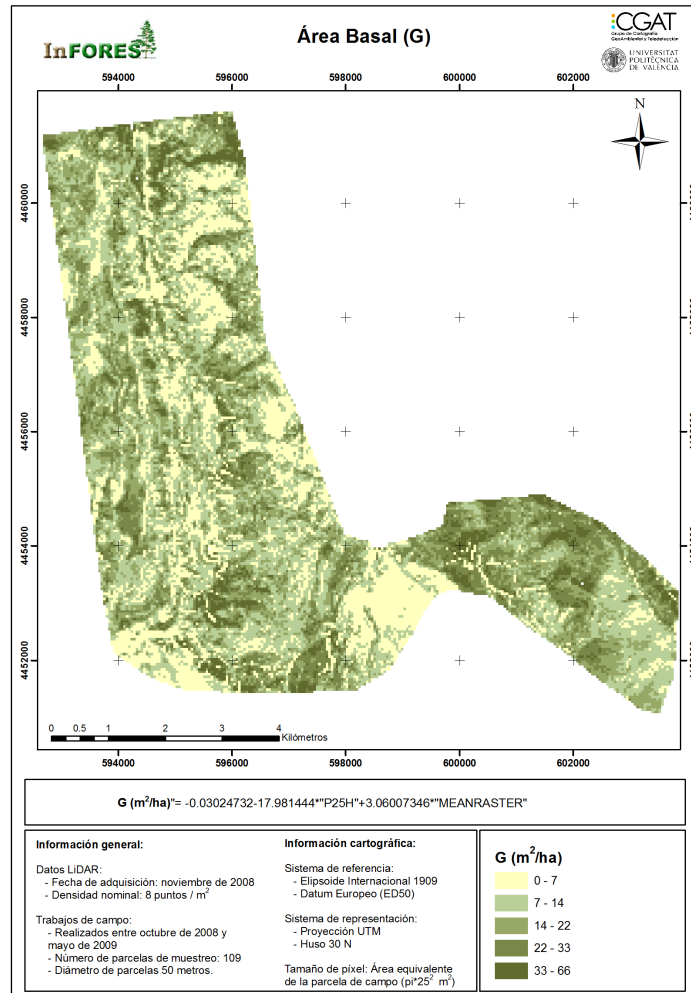 InFORES
Área Basal (G)
CGAT
Grupo de Cartografía
GeoAmbiental y Teledetección
UNIVERSITAT
POLITÈCNICA
DE VALÈNCIA
594000 596000 598000 600000 602000
N
4460000
4458000
4456000
4454000
4452000
0 0.5 1 2 3 4
Kilómetros
594000 596000 598000 600000 602000
G (m²/ha)"= -0.03024732-17.981444*"P25H"+3.06007346*"MEANRASTER"
Información general:
Datos LiDAR:
- Fecha de adquisición: noviembre de 2008
- Densidad nominal: 8 puntos / m²
Trabajos de campo:
- Realizados entre octubre de 2008 y
mayo de 2009
- Número de parcelas de muestreo: 109
- Diámetro de parcelas 50 metros.
Información cartográfica:
Sistema de referencia:
- Elipsoide Internacional 1909
- Datum Europeo (ED50)
Sistema de representación:
- Proyección UTM
- Huso 30 N
Tamaño de píxel: Área equivalente
de la parcela de campo (pi*25² m²)
G (m²/ha)
0 - 7
7 - 14
14 - 22
22 - 33
33 - 66